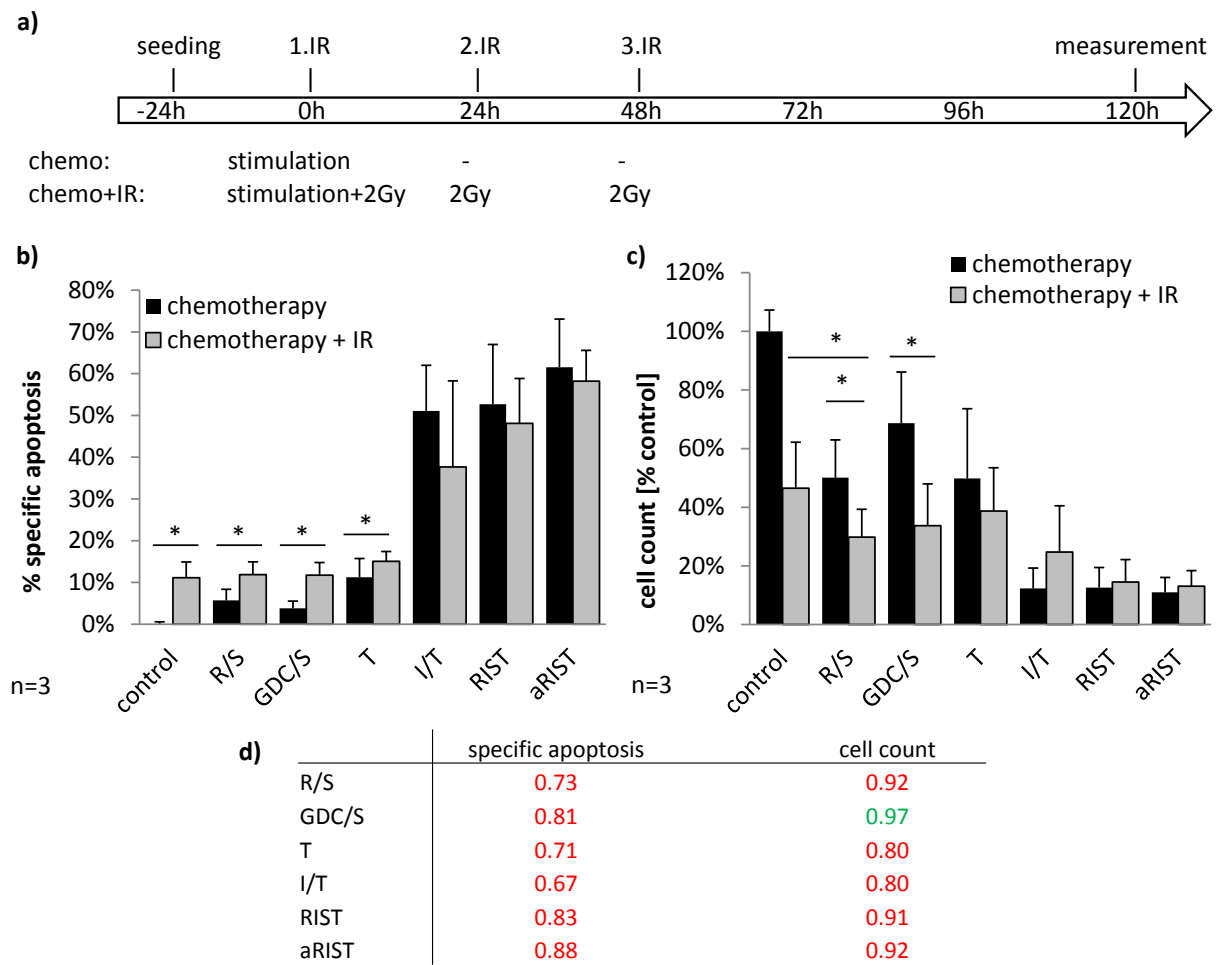 a)
seeding 1.IR 2.IR 3.IR measurement
-24h 0h 24h 48h 72h 96h 120h
chemo: stimulation - -
chemo+IR: stimulation+2Gy 2Gy 2Gy
b)
80%
70%
60%
50%
40%
30%
20%
10%
0%
% specific apoptosis
chemotherapy
chemotherapy + IR
* * * *
control R/S GDC/S T I/T RIST aRIST
n=3
c)
120%
100%
80%
60%
40%
20%
0%
cell count [% control]
chemotherapy
chemotherapy + IR
* *
*
control R/S GDC/S T I/T RIST aRIST
n=3
d) specific apoptosis cell count
R/S 0.73 0.92
GDC/S 0.81 0.97
T 0.71 0.80
I/T 0.67 0.80
RIST 0.83 0.91
aRIST 0.88 0.92